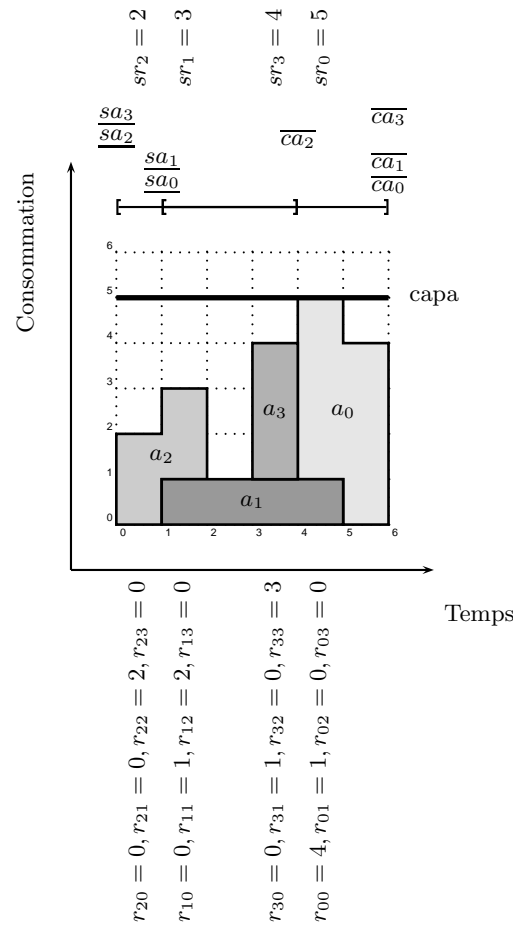 sr₂ = 2
sr₁ = 3
sr₃ = 4
sr₀ = 5
sa₃
sa₂
sa₁
sa₀
ca₂
ca₃
ca₁
ca₀
Consommation
6
5
4
3
2
1
0
capa
a₂
a₁
a₃
a₀
0 1 2 3 4 5 6
Temps
r₂₀ = 0, r₂₁ = 0, r₂₂ = 2, r₂₃ = 0
r₁₀ = 0, r₁₁ = 1, r₁₂ = 2, r₁₃ = 0
r₃₀ = 0, r₃₁ = 1, r₃₂ = 0, r₃₃ = 3
r₀₀ = 4, r₀₁ = 1, r₀₂ = 0, r₀₃ = 0